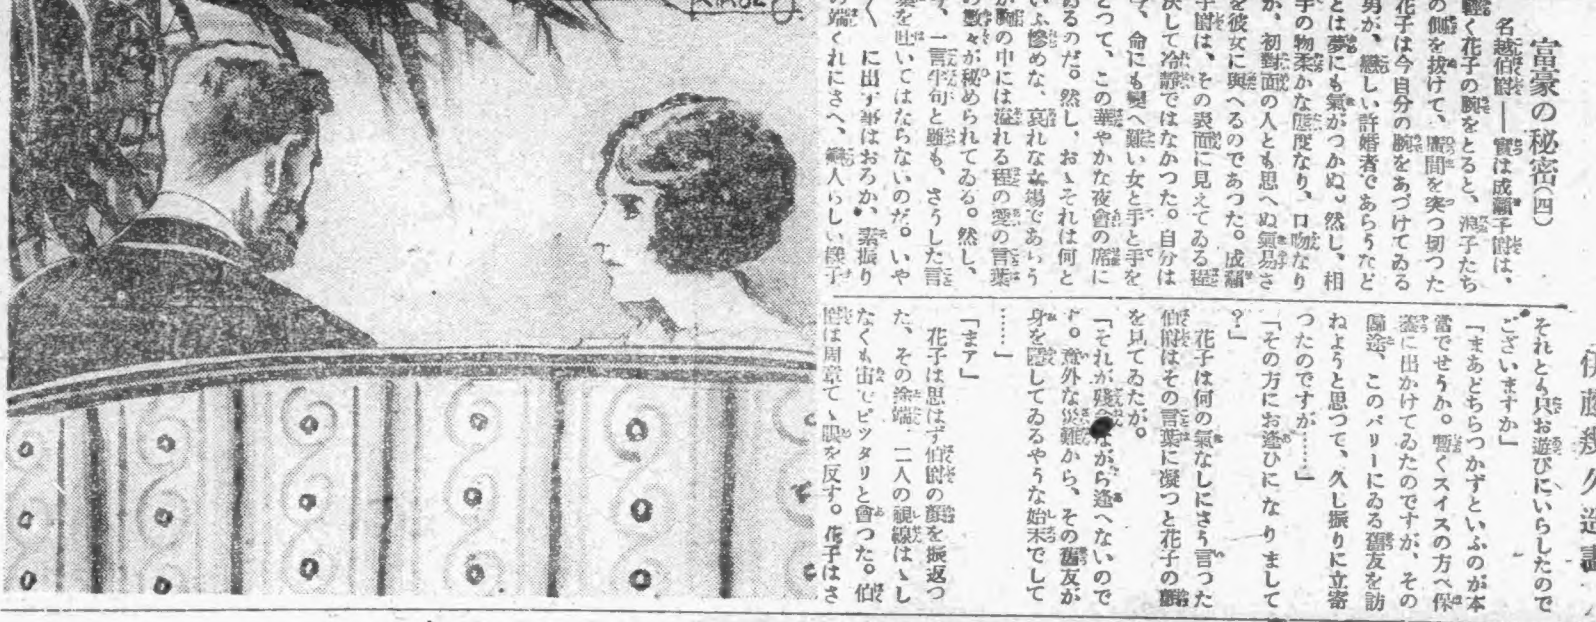 富豪の秘密(四)
名越伯爵――實は成瀬子爵は、
輕く花子の腕をとると、浪子たち
の側を抜けて、廣間を突つ切つた
花子は今自分の腕をあづけてゐる
男が、戀しい許婚者であらうなど
とは夢にも氣がつかぬ。然し、相
手の物柔かな態度なり、口吻なり
が、初對面の人とも思へぬ氣易さ
を彼女に與へるのであつた。成瀬
子爵は、その表面に見えてゐる程
決して冷靜ではなかつた。自分は
今、命にも換へ難い女と手と手を
とつて、この華やかな夜會の席に
ゐるのだ。然し、おゝそれは何と
いふ慘めな、哀れな立場であらう
が胸の中には溢れる程の愛の言葉
の數々が秘められてゐる。然し、
一言半句と雖も、さうした言
葉を吐いてはならないのだ。いや
に出す事はおろか、素振り
の端くれにさへ、戀人らしい樣子
それとも只お遊びにいらしたので
ございますか」
「まあどちらつかずといふのが本
當でせうか。暫くスイスの方へ保
養に出かけてゐたのですが、その
歸途、このパリーにゐる舊友を訪
ねようと思つて、久し振りに立寄
つたのですが……」
「その方にお逢ひになりまして
?」
花子は何の氣なしにさう言つた
伯爵はその言葉に凝つと花子の顏
を見てゐたが。
「それが殘念ながら逢へないので
す。意外な災難から、その舊友が
身を隱してゐるやうな始末でして
……」
「まア」
花子は思はず伯爵の顏を振返つ
た、その途端、二人の視線はゝし
なくも宙でピツタリと會つた。伯
爵は周章てゝ眼を反す。花子はさ